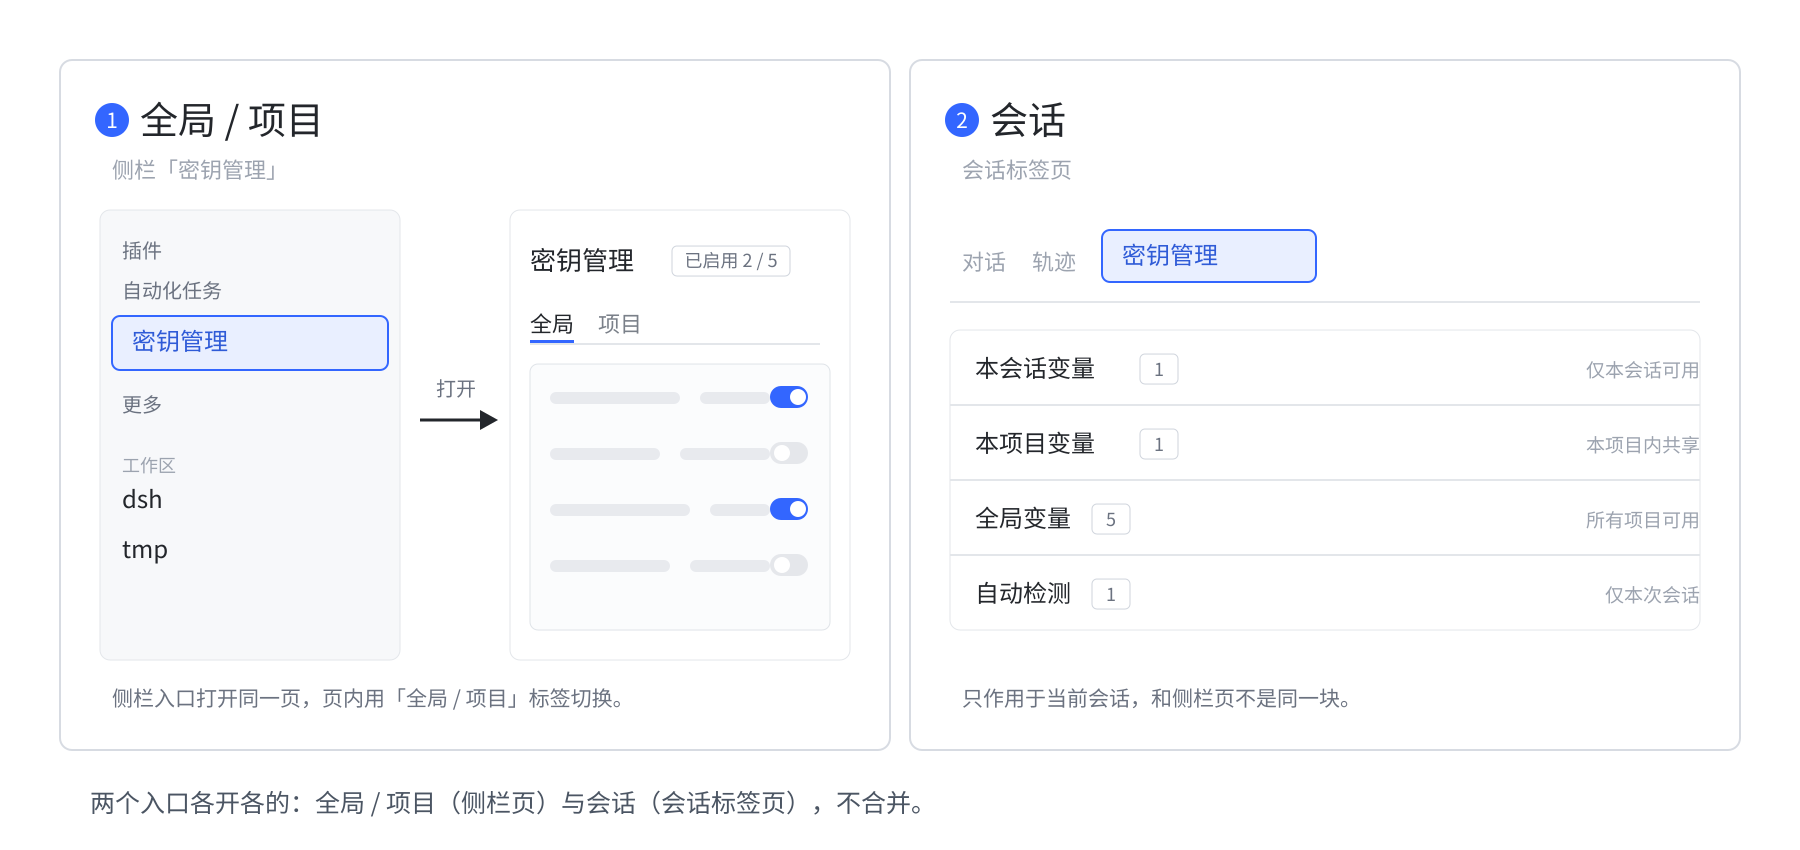 1 全局 / 项目
侧栏「密钥管理」
插件
自动化任务
密钥管理
更多
工作区
dsh
tmp
打开
密钥管理 已启用 2 / 5
全局 项目
侧栏入口打开同一页，页内用「全局 / 项目」标签切换。
2 会话
会话标签页
对话 轨迹 密钥管理
本会话变量 1 仅本会话可用
本项目变量 1 本项目内共享
全局变量 5 所有项目可用
自动检测 1 仅本次会话
只作用于当前会话，和侧栏页不是同一块。
两个入口各开各的：全局 / 项目（侧栏页）与会话（会话标签页），不合并。